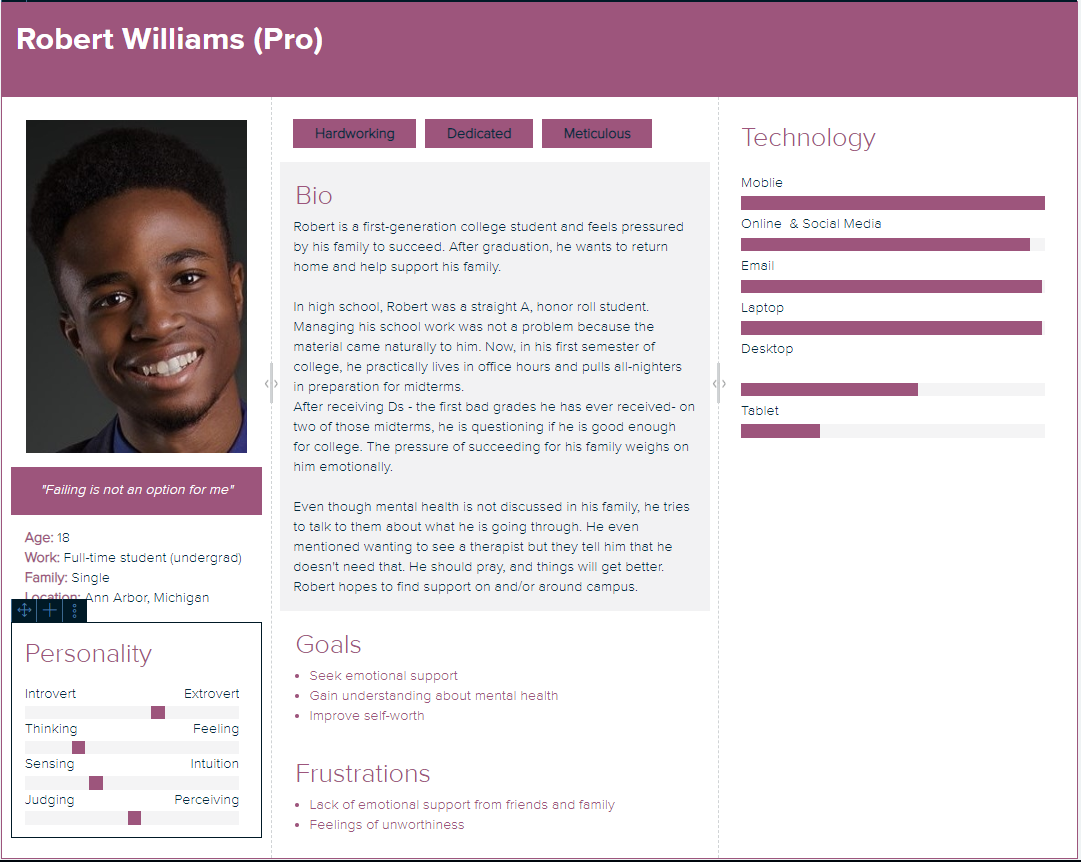 Robert Williams (Pro)
"Failing is not an option for me"
Age: 18
Work: Full-time student (undergrad)
Family: Single
Location: Ann Arbor, Michigan
Personality
Introvert Extrovert
Thinking Feeling
Sensing Intuition
Judging Perceiving
Hardworking Dedicated Meticulous
Bio
Robert is a first-generation college student and feels pressured
by his family to succeed. After graduation, he wants to return
home and help support his family.
In high school, Robert was a straight A, honor roll student.
Managing his school work was not a problem because the
material came naturally to him. Now, in his first semester of
college, he practically lives in office hours and pulls all-nighters
in preparation for midterms.
After receiving Ds - the first bad grades he has ever received- on
two of those midterms, he is questioning if he is good enough
for college. The pressure of succeeding for his family weighs on
him emotionally.
Even though mental health is not discussed in his family, he tries
to talk to them about what he is going through. He even
mentioned wanting to see a therapist but they tell him that he
doesn't need that. He should pray, and things will get better.
Robert hopes to find support on and/or around campus.
Goals
• Seek emotional support
• Gain understanding about mental health
• Improve self-worth
Frustrations
• Lack of emotional support from friends and family
• Feelings of unworthiness
Technology
Moblie
Online & Social Media
Email
Laptop
Desktop
Tablet